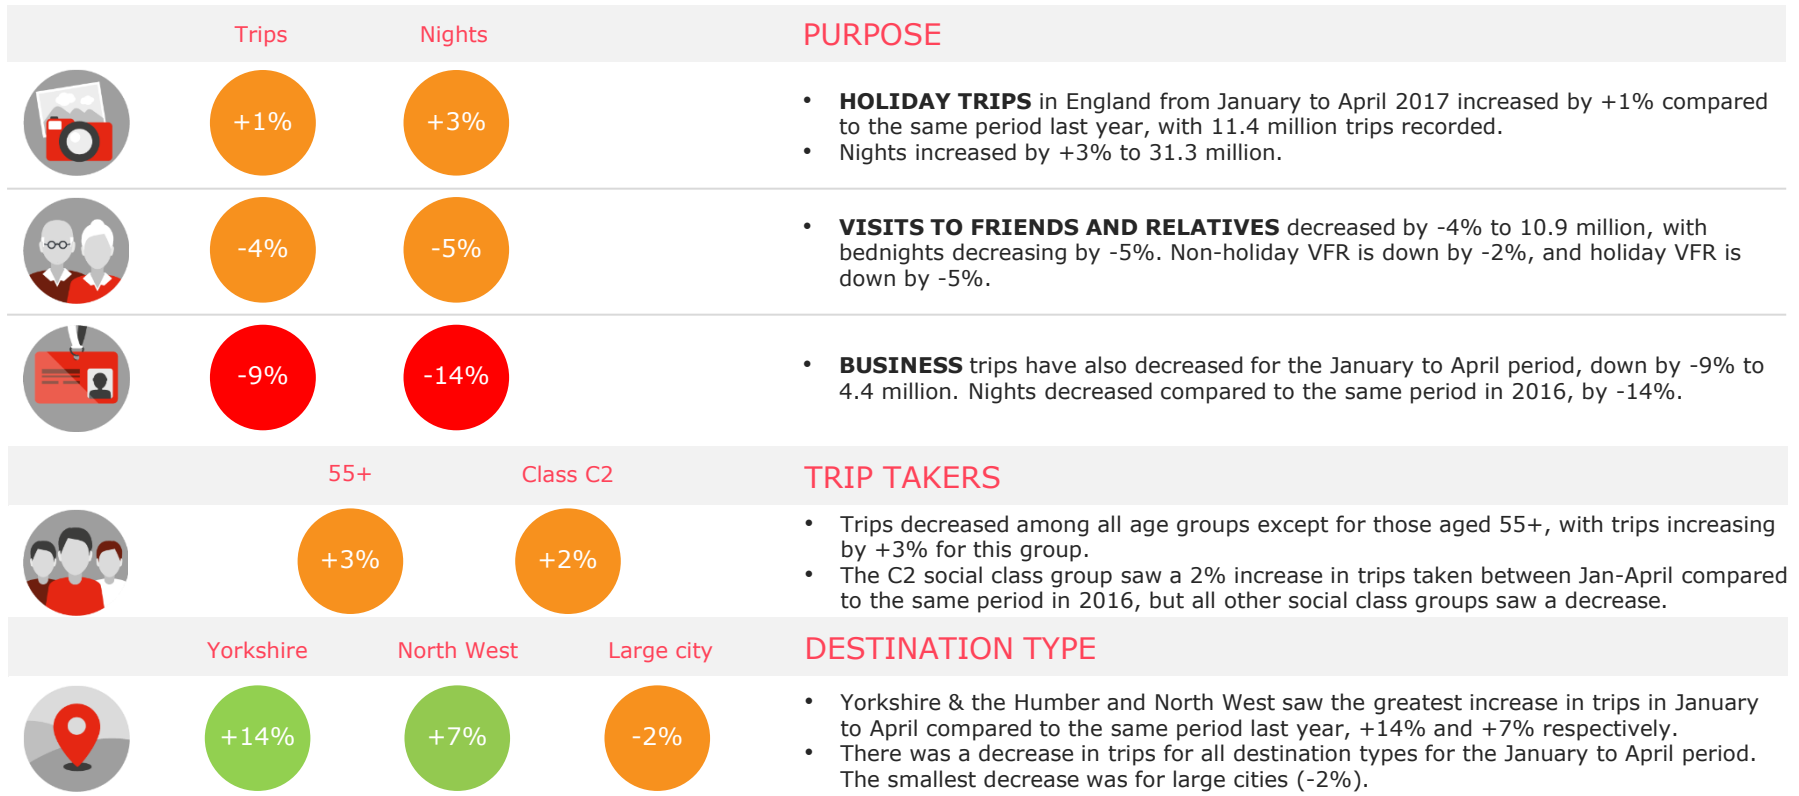 Trips Nights PURPOSE
+1% +3%
• HOLIDAY TRIPS in England from January to April 2017 increased by +1% compared
to the same period last year, with 11.4 million trips recorded.
• Nights increased by +3% to 31.3 million.
-4% -5%
• VISITS TO FRIENDS AND RELATIVES decreased by -4% to 10.9 million, with
bednights decreasing by -5%. Non-holiday VFR is down by -2%, and holiday VFR is
down by -5%.
-9% -14%
• BUSINESS trips have also decreased for the January to April period, down by -9% to
4.4 million. Nights decreased compared to the same period in 2016, by -14%.
55+ Class C2 TRIP TAKERS
+3% +2%
• Trips decreased among all age groups except for those aged 55+, with trips increasing
by +3% for this group.
• The C2 social class group saw a 2% increase in trips taken between Jan-April compared
to the same period in 2016, but all other social class groups saw a decrease.
Yorkshire North West Large city DESTINATION TYPE
+14% +7% -2%
• Yorkshire & the Humber and North West saw the greatest increase in trips in January
to April compared to the same period last year, +14% and +7% respectively.
• There was a decrease in trips for all destination types for the January to April period.
The smallest decrease was for large cities (-2%).